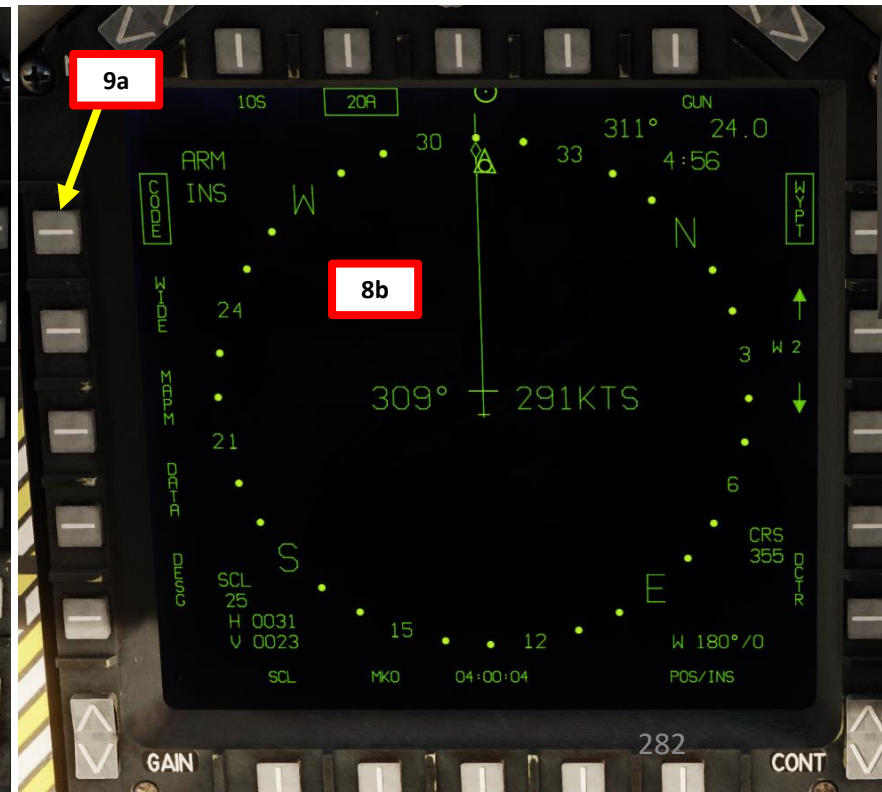 9a
10S 20A GUN
311° 24.0
4:56
ARM
INS
CODE
WYPT
30
33
W
N
8b
WIDE
24
3
W 2
309° 291KTS
MAPM
21
DATA
6
CRS
355
DCTR
S
E
DESG
SCL
25
H 0031
V 0023
15
12
W 180°/0
SCL MKO 04:00:04 POS/INS
282
GAIN
CONT